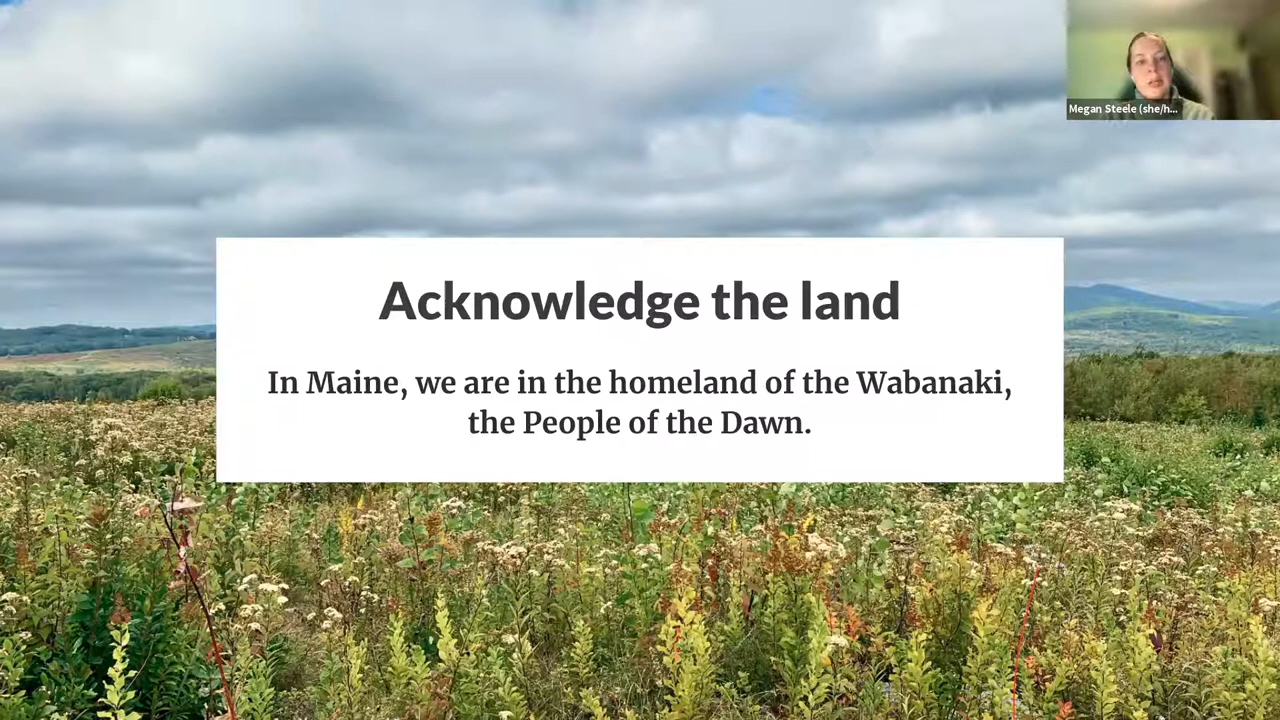 Megan Steele (she/h...
Acknowledge the land
In Maine, we are in the homeland of the Wabanaki,
the People of the Dawn.